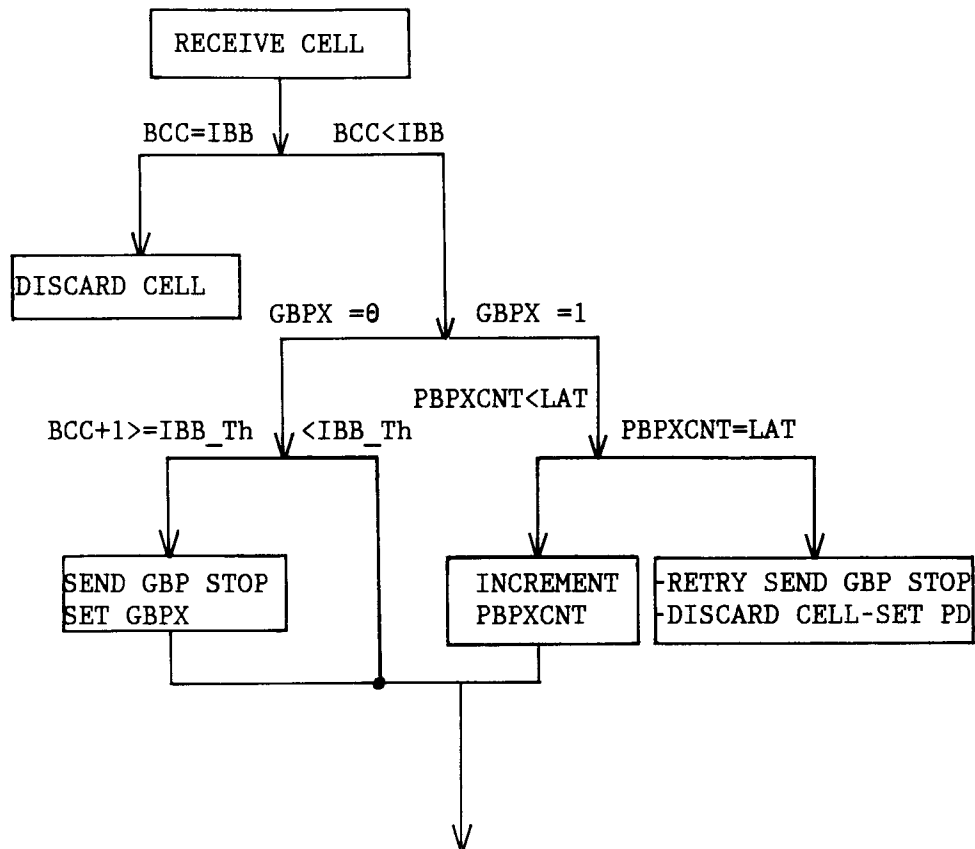 RECEIVE CELL
BCC=IBB
BCC<IBB
DISCARD CELL
GBPX =0
GBPX =1
PBPXCNT<LAT
BCC+1>=IBB_Th
<IBB_Th
PBPXCNT=LAT
SEND GBP STOP
SET GBPX
INCREMENT
PBPXCNT
-RETRY SEND GBP STOP
-DISCARD CELL-SET PD